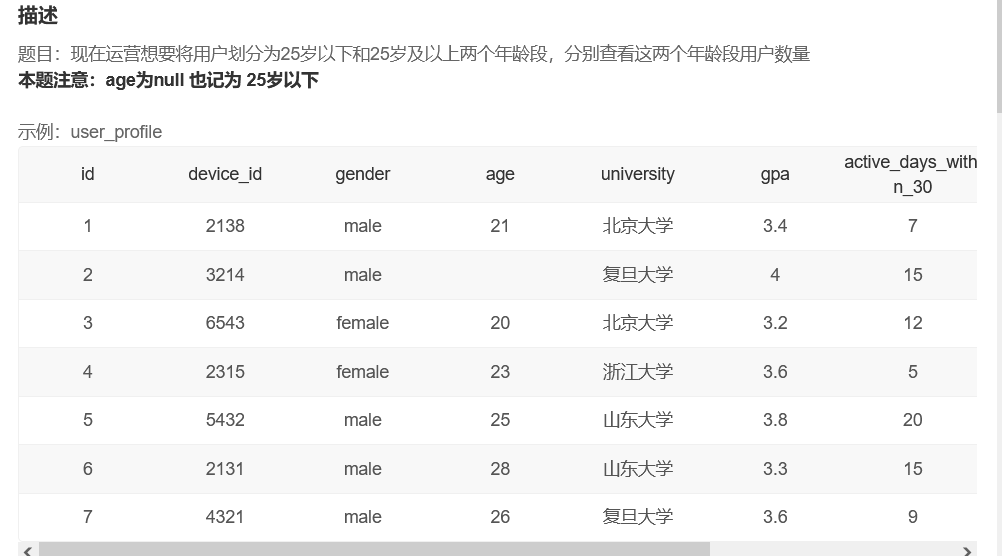 描述
题目：现在运营想要将用户划分为25岁以下和25岁及以上两个年龄段，分别查看这两个年龄段用户数量
本题注意：age为null 也记为 25岁以下
示例：user_profile
id device_id gender age university gpa active_days_with
n_30
1 2138 male 21 北京大学 3.4 7
2 3214 male 复旦大学 4 15
3 6543 female 20 北京大学 3.2 12
4 2315 female 23 浙江大学 3.6 5
5 5432 male 25 山东大学 3.8 20
6 2131 male 28 山东大学 3.3 15
7 4321 male 26 复旦大学 3.6 9